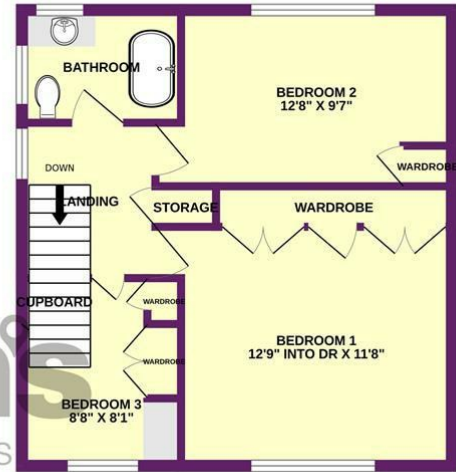 BATHROOM
BEDROOM 2
12'8" X 9'7"
WARDROBE
DOWN
LANDING
STORAGE
WARDROBE
CUPBOARD
WARDROBE
WARDROBE
BEDROOM 1
12'9" INTO DR X 11'8"
BEDROOM 3
8'8" X 8'1"